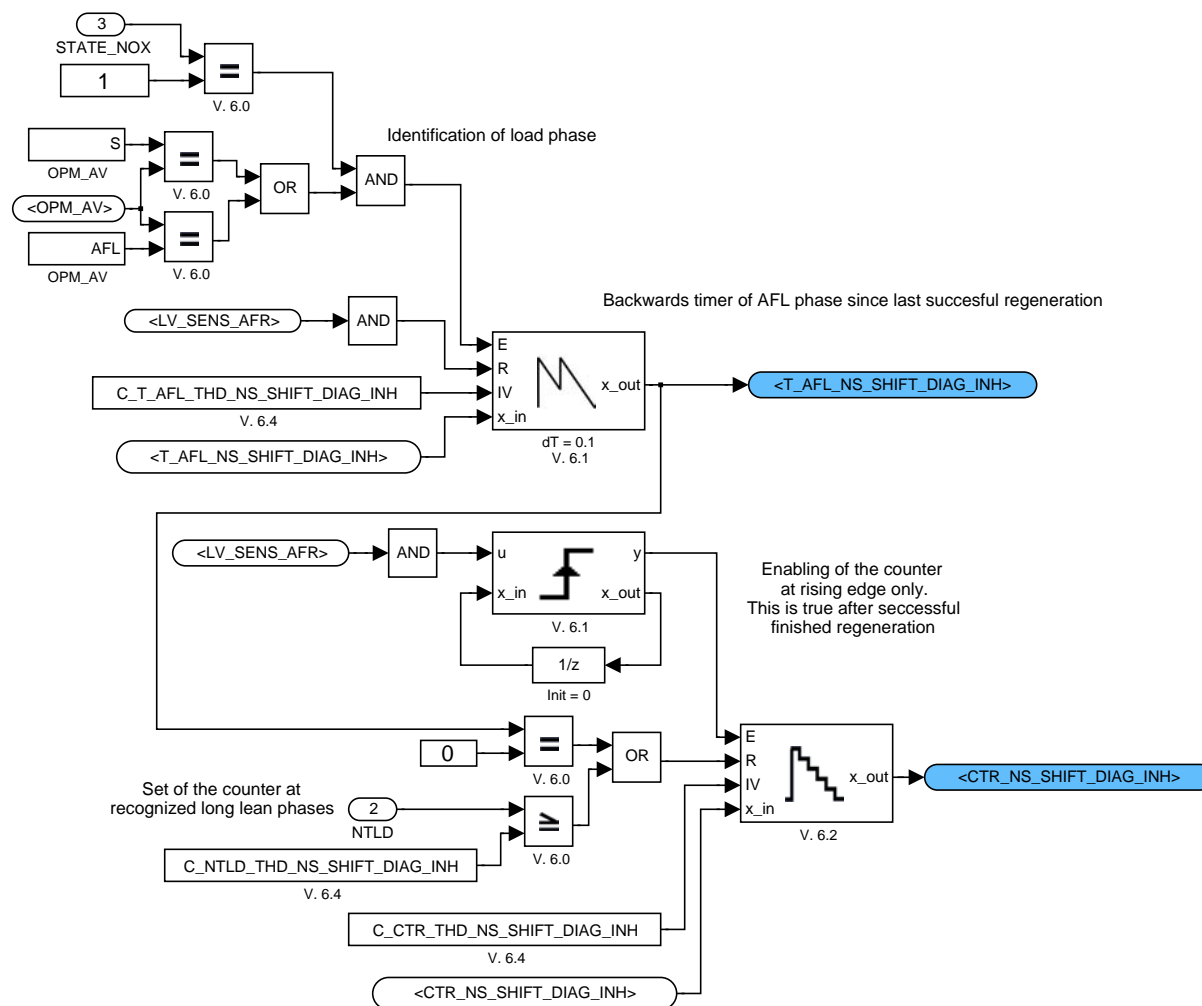 3
STATE_NOX
1
=
V. 6.0
Identification of load phase
S
OPM_AV
=
V. 6.0
OR
AND
<OPM_AV>
AFL
OPM_AV
=
V. 6.0
Backwards timer of AFL phase since last succesful regeneration
<LV_SENS_AFR>
AND
E
R
IV
x_in
x_out
dT = 0.1
V. 6.1
C_T_AFL_THD_NS_SHIFT_DIAG_INH
V. 6.4
<T_AFL_NS_SHIFT_DIAG_INH>
<T_AFL_NS_SHIFT_DIAG_INH>
<LV_SENS_AFR>
AND
u
x_in
y
x_out
V. 6.1
1/z
Init = 0
Enabling of the counter
at rising edge only.
This is true after seccessful
finished regeneration
0
=
V. 6.0
OR
Set of the counter at
recognized long lean phases
2
NTLD
≥
V. 6.0
C_NTLD_THD_NS_SHIFT_DIAG_INH
V. 6.4
E
R
IV
x_in
x_out
V. 6.2
<CTR_NS_SHIFT_DIAG_INH>
C_CTR_THD_NS_SHIFT_DIAG_INH
V. 6.4
<CTR_NS_SHIFT_DIAG_INH>